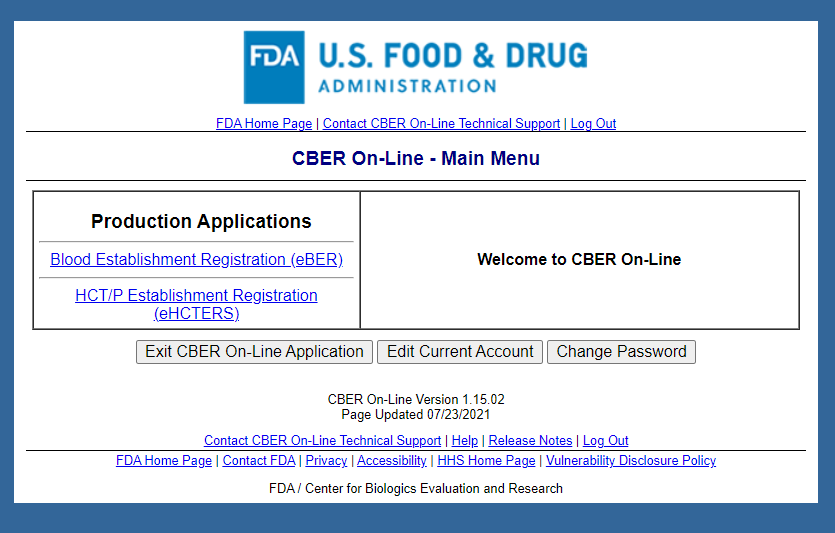 FDA U.S. FOOD & DRUG
ADMINISTRATION
FDA Home Page | Contact CBER On-Line Technical Support | Log Out
CBER On-Line - Main Menu
Production Applications
Blood Establishment Registration (eBER)
HCT/P Establishment Registration
(eHCTERS)
Welcome to CBER On-Line
Exit CBER On-Line Application Edit Current Account Change Password
CBER On-Line Version 1.15.02
Page Updated 07/23/2021
Contact CBER On-Line Technical Support | Help | Release Notes | Log Out
FDA Home Page | Contact FDA | Privacy | Accessibility | HHS Home Page | Vulnerability Disclosure Policy
FDA / Center for Biologics Evaluation and Research